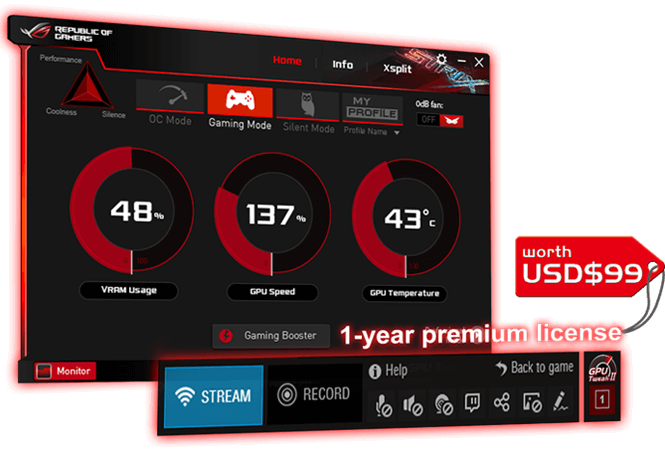 REPUBLIC OF
GAMERS
Performance
Coolness
Silence
Home
Info
Xsplit
OC Mode
Gaming Mode
Silent Mode
MY
PROFILE
Profile Name
0dB fan:
OFF
48%
VRAM Usage
137%
GPU Speed
43°c
GPU Temperature
worth
USD$99
Gaming Booster
1-year premium license
Monitor
STREAM
RECORD
Help
Back to game
GPU
Tweak II
1